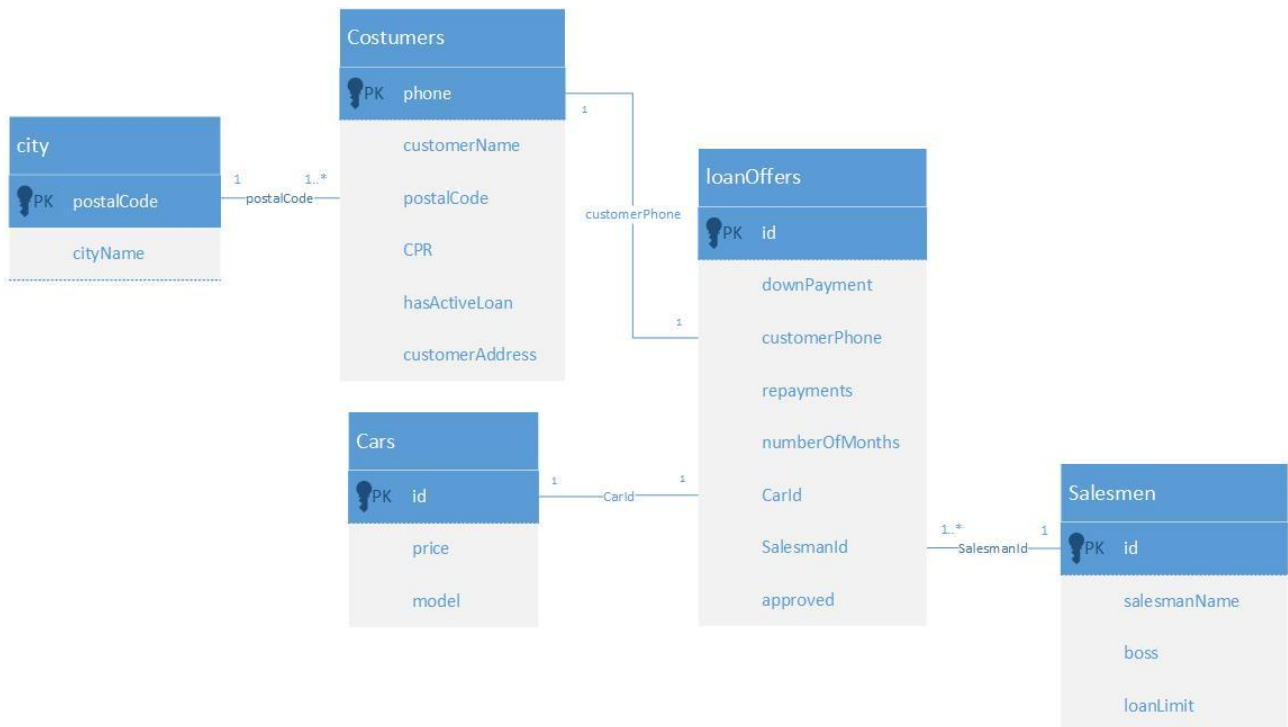 city
PK postalCode
cityName
1
1..*
postalCode
Costumers
PK phone
customerName
postalCode
CPR
hasActiveLoan
customerAddress
1
customerPhone
1
Cars
PK id
price
model
1
CarId
1
loanOffers
PK id
downPayment
customerPhone
repayments
numberOfMonths
CarId
SalesmanId
approved
1..*
SalesmanId
1
Salesmen
PK id
salesmanName
boss
loanLimit